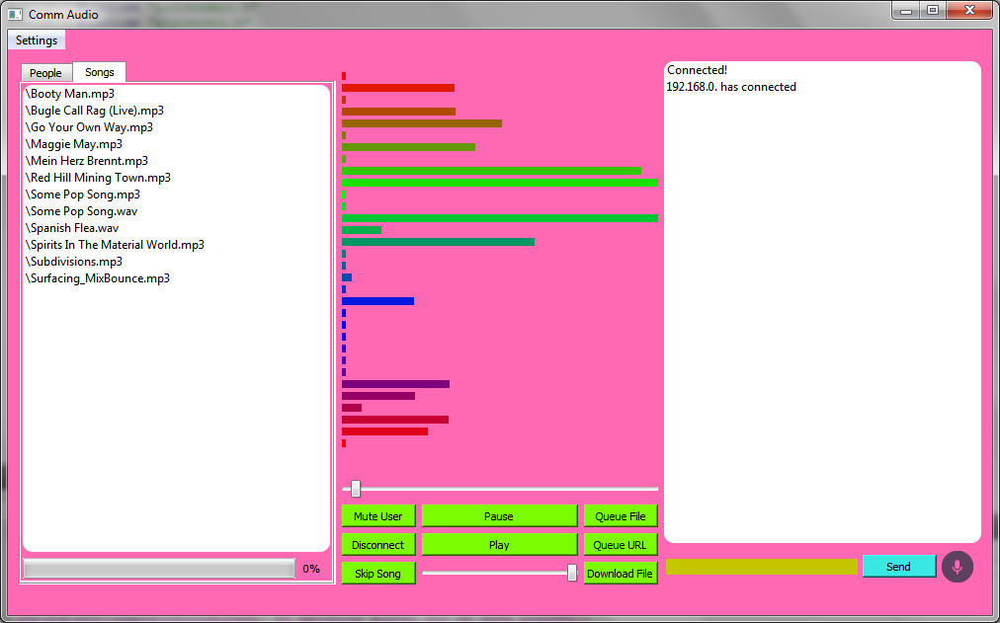 Comm Audio
Settings
People
Songs
\Booty Man.mp3
\Bugle Call Rag (Live).mp3
\Go Your Own Way.mp3
\Maggie May.mp3
\Mein Herz Brennt.mp3
\Red Hill Mining Town.mp3
\Some Pop Song.mp3
\Some Pop Song.wav
\Spanish Flea.wav
\Spirits In The Material World.mp3
\Subdivisions.mp3
\Surfacing_MixBounce.mp3
0%
Mute User
Pause
Queue File
Disconnect
Play
Queue URL
Skip Song
Download File
Connected!
192.168.0. has connected
Send